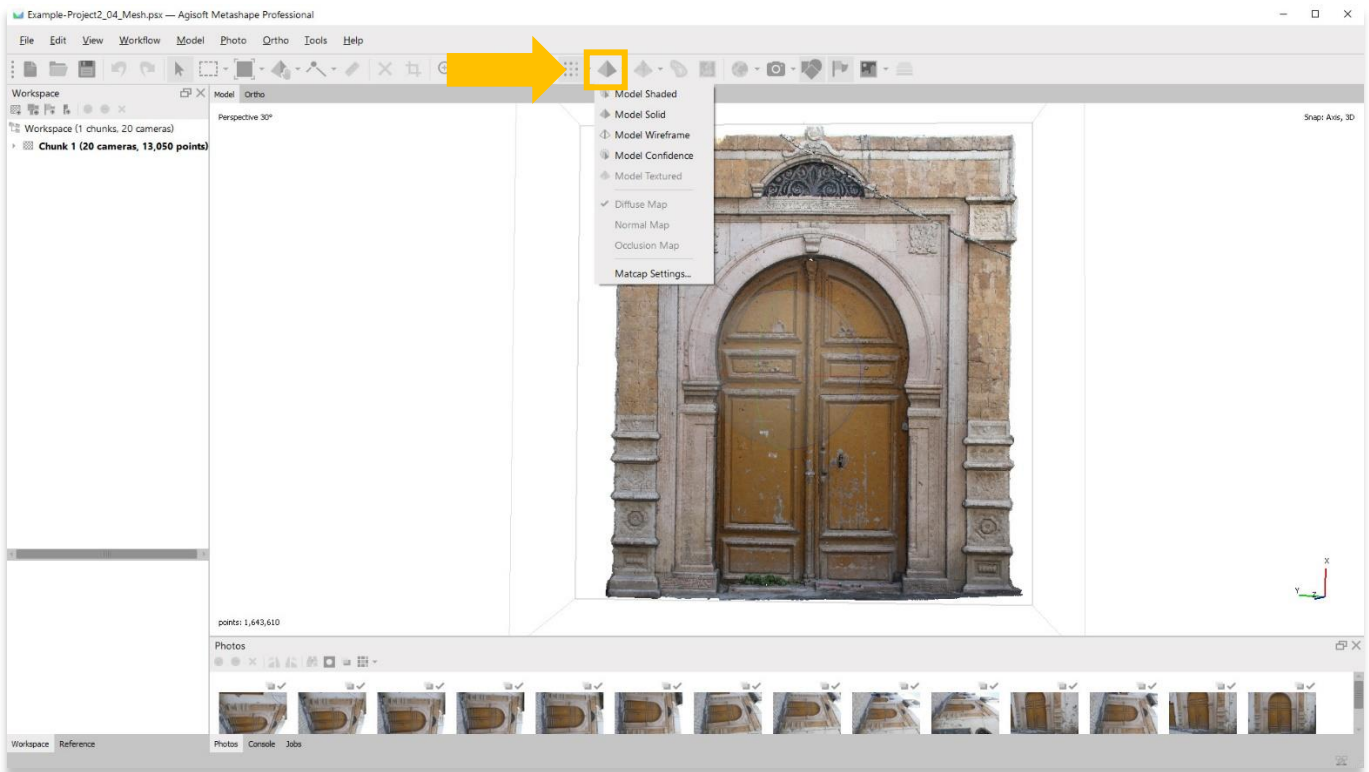 Example-Project2_04_Mesh.psx — Agisoft Metashape Professional
File Edit View Workflow Model Photo Ortho Tools Help
Workspace
Workspace (1 chunks, 20 cameras)
Chunk 1 (20 cameras, 13,050 points)
Model Ortho
Perspective 30°
Snap: Axis, 3D
Model Shaded
Model Solid
Model Wireframe
Model Confidence
Model Textured
Diffuse Map
Normal Map
Occlusion Map
Matcap Settings...
X
Y
Z
points: 1,643,610
Photos
Workspace Reference
Photos Console Jobs